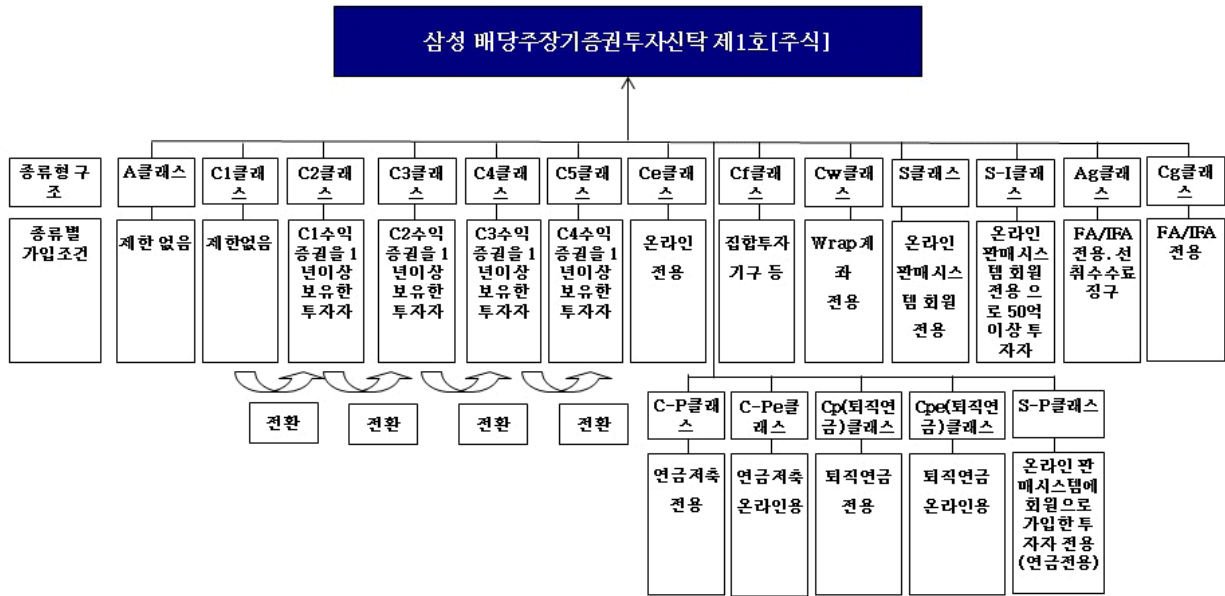 삼성 배당주장기증권투자신탁 제1호[주식]
종류형 구
조
A클래스
C1클래
스
C2클래
스
C3클래
스
C4클래
스
C5클래
스
Ce클래
스
Cf클래
스
Cw클래
스
S클래스
S-I클래
스
Ag클래
스
Cg클래
스
종류별
가입조건
제한 없음
제한없음
C1수익
증권을 1
년이상
보유한
투자자
C2수익
증권을 1
년이상
보유한
투자자
C3수익
증권을 1
년이상
보유한
투자자
C4수익
증권을 1
년이상
보유한
투자자
온라인
전용
집합투자
기구 등
Wrap 계
좌
전용
온라인
판매시스
템 회원
전용
온라인
판매시스
템 회원
전용 으
로 50억
이상 투
자자
FA/IFA
전용. 선
취수수료
징구
FA/IFA
전용
전환
전환
전환
전환
C-P클래
스
C-Pe클
래스
Cp(퇴직연
금)클래스
Cpe(퇴직연
금)클래스
S-P클래스
연금저축
전용
연금저축
온라인용
퇴직연금
전용
퇴직연금
온라인용
온라인 판
매시스템에
회원으로
가입한 투
자자 전용
(연금전용)